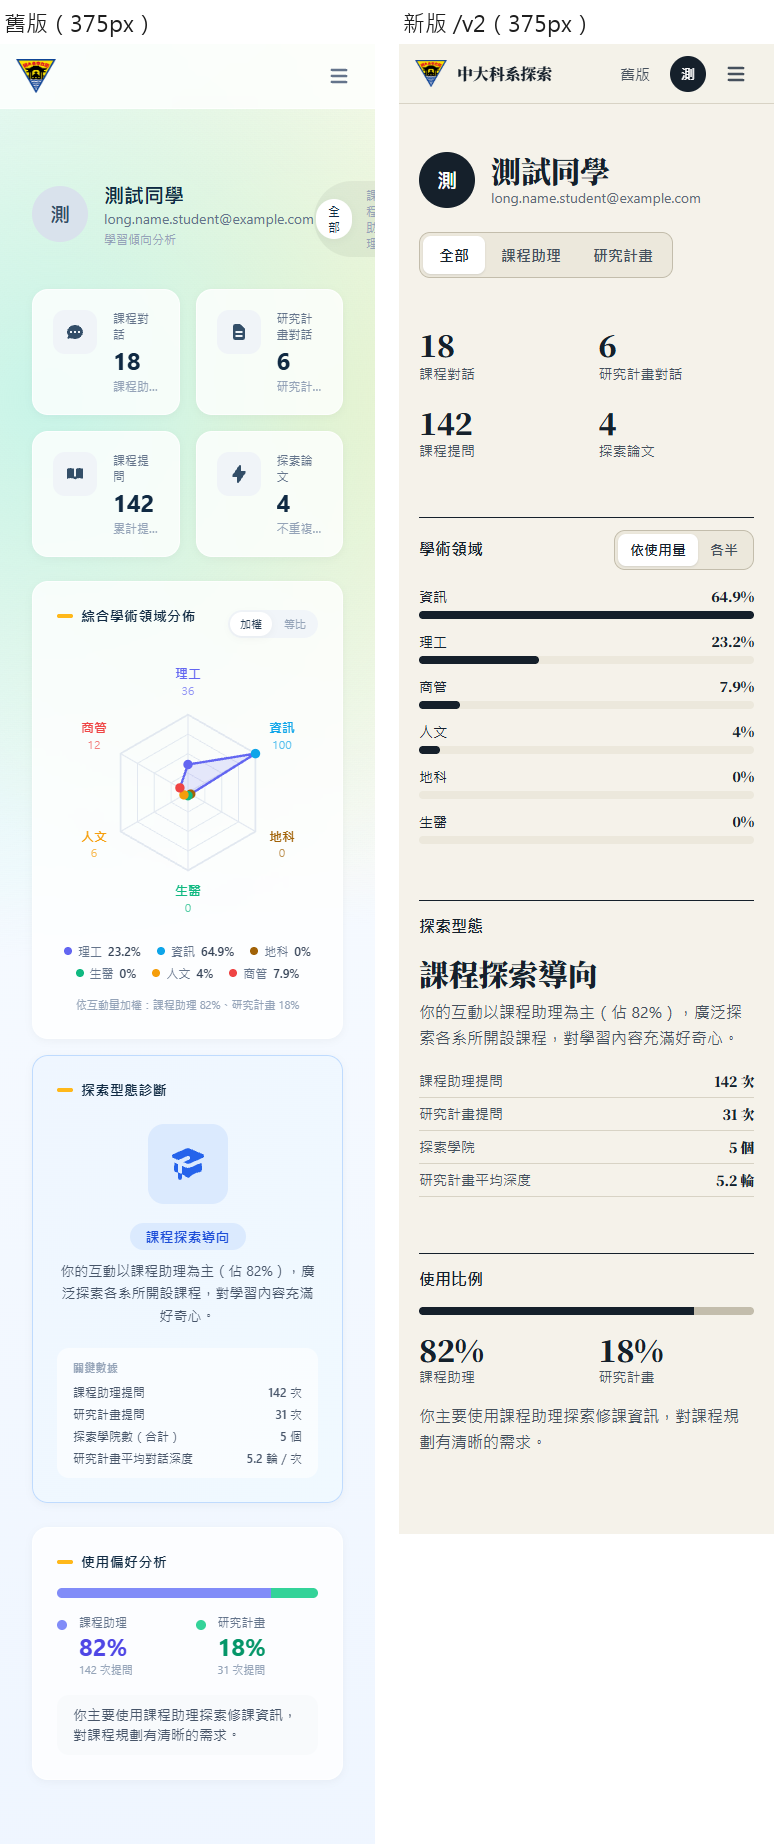 舊版（375px）
測試同學
測
long.name.student@example.com
學習傾向分析
全部
課程對話
18
課程助...
研究計畫對話
6
研究計...
課程提問
142
累計提...
探索論文
4
不重複...
綜合學術領域分佈
加權 等比
理工
36
商管
12
資訊
100
人文
6
地科
0
生醫
0
理工 23.2% 資訊 64.9% 地科 0%
生醫 0% 人文 4% 商管 7.9%
依互動量加權：課程助理 82%、研究計畫 18%
探索型態診斷
課程探索導向
你的互動以課程助理為主（佔 82%），廣
泛探索各系所開設課程，對學習內容充滿
好奇心。
關鍵數據
課程助理提問 142 次
研究計畫提問 31 次
探索學院數（合計） 5 個
研究計畫平均對話深度 5.2 輪 / 次
使用偏好分析
課程助理
82%
142 次提問
研究計畫
18%
31 次提問
你主要使用課程助理探索修課資訊，
對課程規劃有清晰的需求。
新版 /v2（375px）
中大科系探索 舊版 測
測
測試同學
long.name.student@example.com
全部 課程助理 研究計畫
18
課程對話
6
研究計畫對話
142
課程提問
4
探索論文
學術領域 依使用量 各半
資訊 64.9%
理工 23.2%
商管 7.9%
人文 4%
地科 0%
生醫 0%
探索型態
課程探索導向
你的互動以課程助理為主（佔 82%），廣泛探
索各系所開設課程，對學習內容充滿好奇心。
課程助理提問 142 次
研究計畫提問 31 次
探索學院 5 個
研究計畫平均深度 5.2 輪
使用比例
82%
課程助理
18%
研究計畫
你主要使用課程助理探索修課資訊，對課程規
劃有清晰的需求。